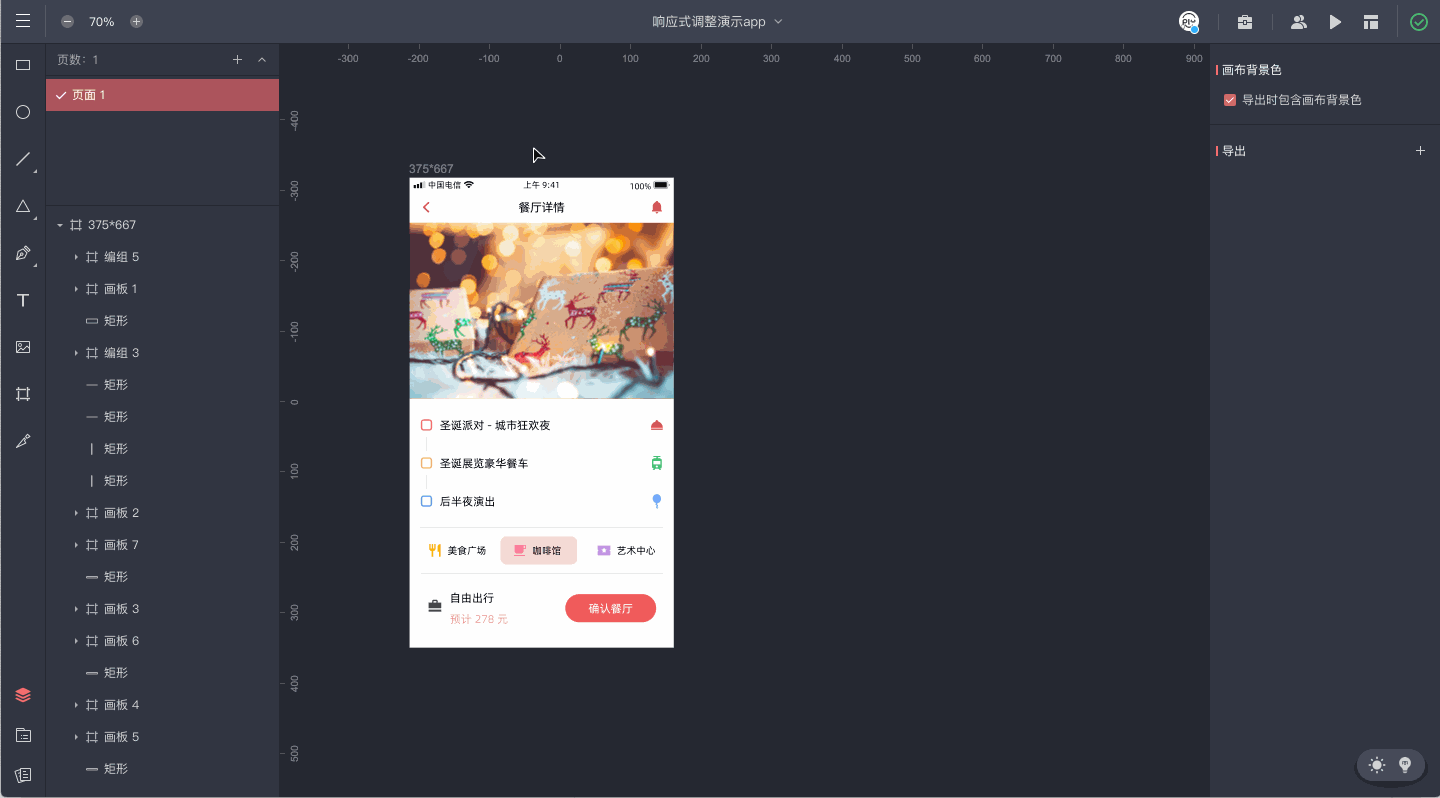 70%
响应式调整演示app
页数：1
页面 1
375*667
编组 5
画板 1
矩形
编组 3
矩形
矩形
矩形
矩形
画板 2
画板 7
矩形
画板 3
画板 6
矩形
画板 4
画板 5
矩形
-300 -200 -100 0 100 200 300 400 500 600 700 800 900
-400
-300
-200
-100
0
100
200
300
400
500
375*667
中国电信 上午 9:41 100%
餐厅详情
圣诞派对 - 城市狂欢夜
圣诞展览豪华餐车
后半夜演出
美食广场 咖啡馆 艺术中心
自由出行
预计 278 元
确认餐厅
画布背景色
导出时包含画布背景色
导出